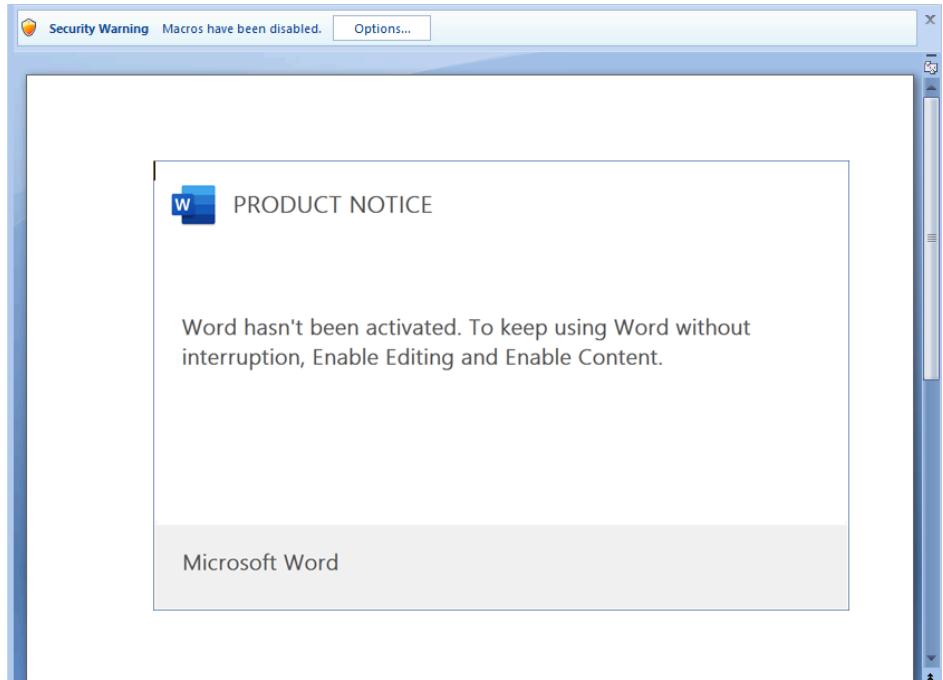 Security Warning Macros have been disabled. Options...
W PRODUCT NOTICE
Word hasn't been activated. To keep using Word without
interruption, Enable Editing and Enable Content.
Microsoft Word